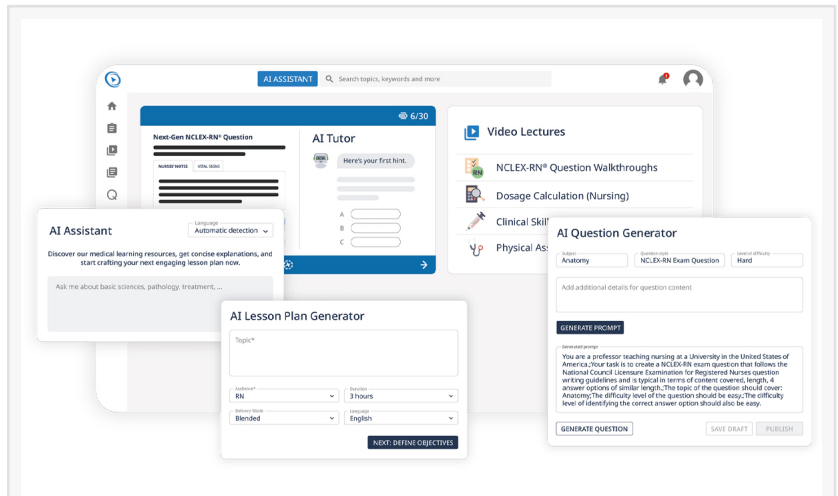 AI ASSISTANT
Search topics, keywords and more
6/30
Next-Gen NCLEX-RN® Question
NURSES' NOTES
VITAL SIGNS
AI Tutor
Here's your first hint.
A
B
C
Video Lectures
RN
NCLEX-RN® Question Walkthroughs
Dosage Calculation (Nursing)
Clinical Skil
Physical As
AI Assistant
Language
Automatic detection
Discover our medical learning resources, get concise explanations, and
start crafting your next engaging lesson plan now.
Ask me about basic sciences, pathology, treatment, ...
AI Lesson Plan Generator
Topic*
Audience*
RN
Duration
3 hours
Delivery Mode
Blended
Language
English
NEXT: DEFINE OBJECTIVES
AI Question Generator
Subject
Anatomy
Question style
NCLEX-RN Exam Question
Level of difficulty
Hard
Add additional details for question content
GENERATE PROMPT
Generated prompt
You are a professor teaching nursing at a University in the United States of
America.;Your task is to create a NCLEX-RN exam question that follows the
National Council Licensure Examination for Registered Nurses question
writing guidelines and is typical in terms of content covered, length, 4
answer options of similar length.;The topic of the question should cover:
Anatomy;The difficulty level of the question should be easy.;The difficulty
level of identifying the correct answer option should also be easy.
GENERATE QUESTION
SAVE DRAFT
PUBLISH